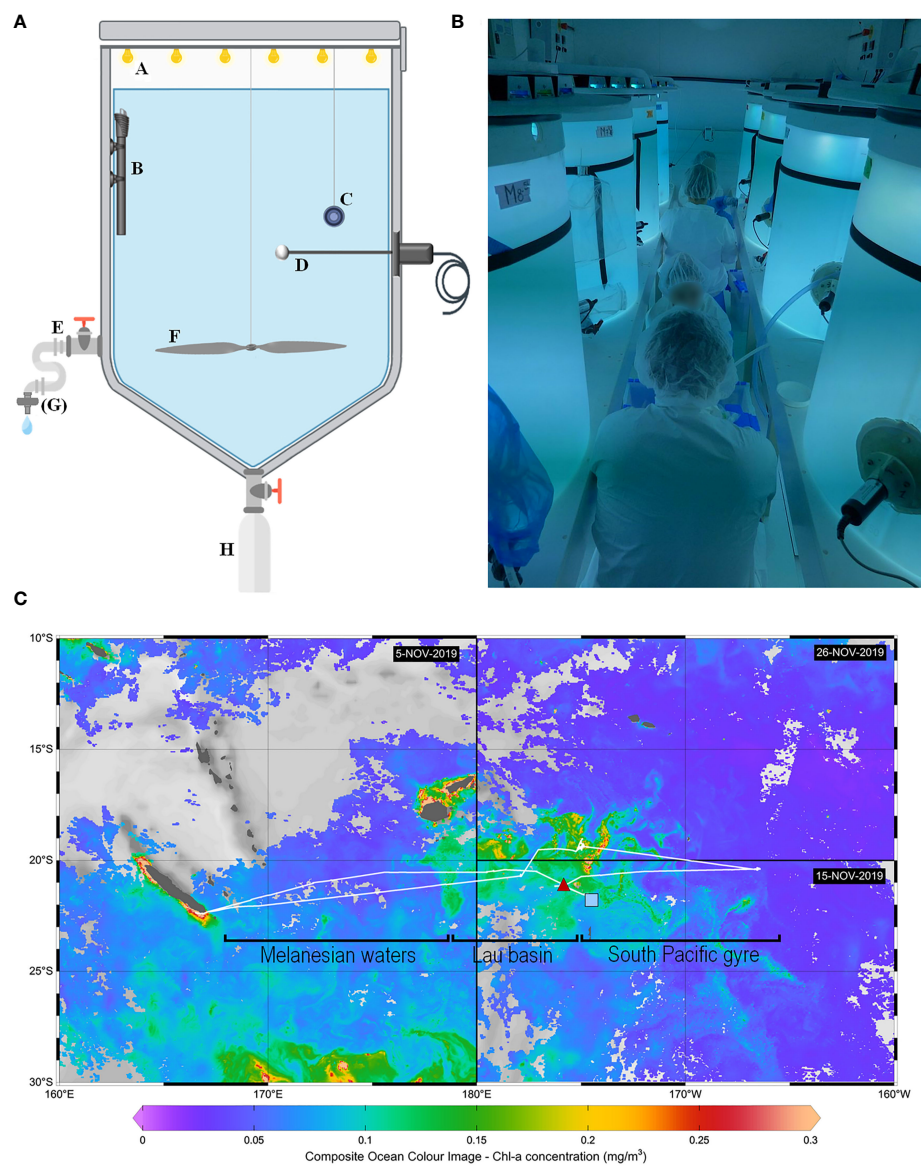 A
B
A
B
C
D
E
F
(G)
H
M8
C
10°S
15°S
20°S
25°S
30°S
5-NOV-2019
26-NOV-2019
15-NOV-2019
Melanesian waters
Lau basin
South Pacific gyre
160°E
170°E
180°E
170°W
160°W
0
0.05
0.1
0.15
0.2
0.25
0.3
Composite Ocean Colour Image - Chl-a concentration (mg/m³)